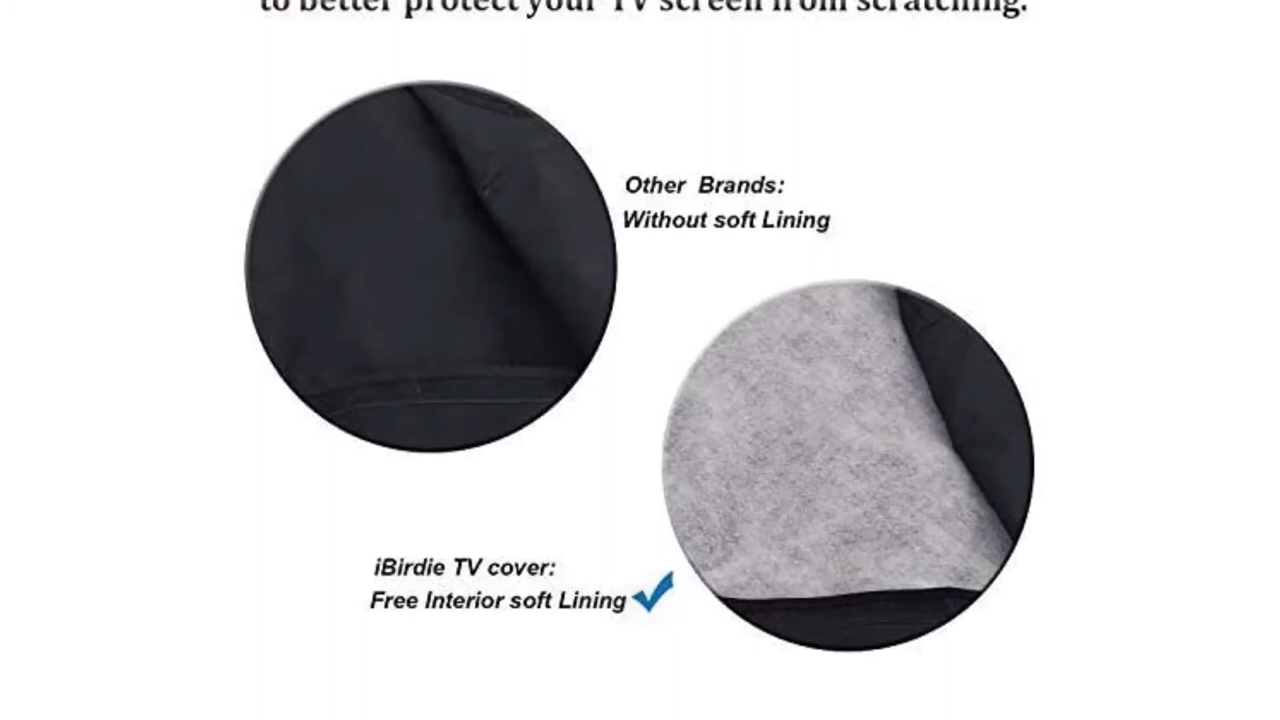 to better protect your TV screen from scratching.
Other Brands:
Without soft Lining
iBirdie TV cover:
Free Interior soft Lining